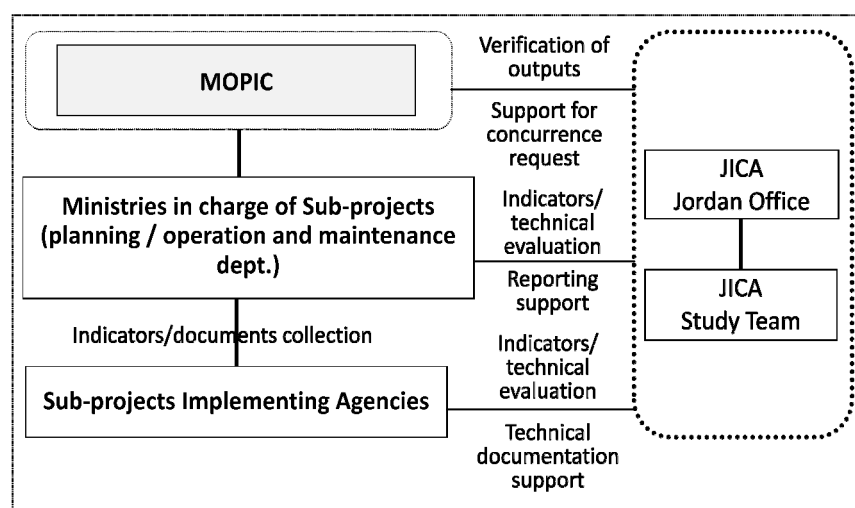 MOPIC
Verification of
outputs
Support for
concurrence
request
Ministries in charge of Sub-projects
(planning / operation and maintenance
dept.)
Indicators/
technical
evaluation
Reporting
support
Indicators/documents collection
Sub-projects Implementing Agencies
Indicators/
technical
evaluation
Technical
documentation
support
JICA
Jordan Office
JICA
Study Team